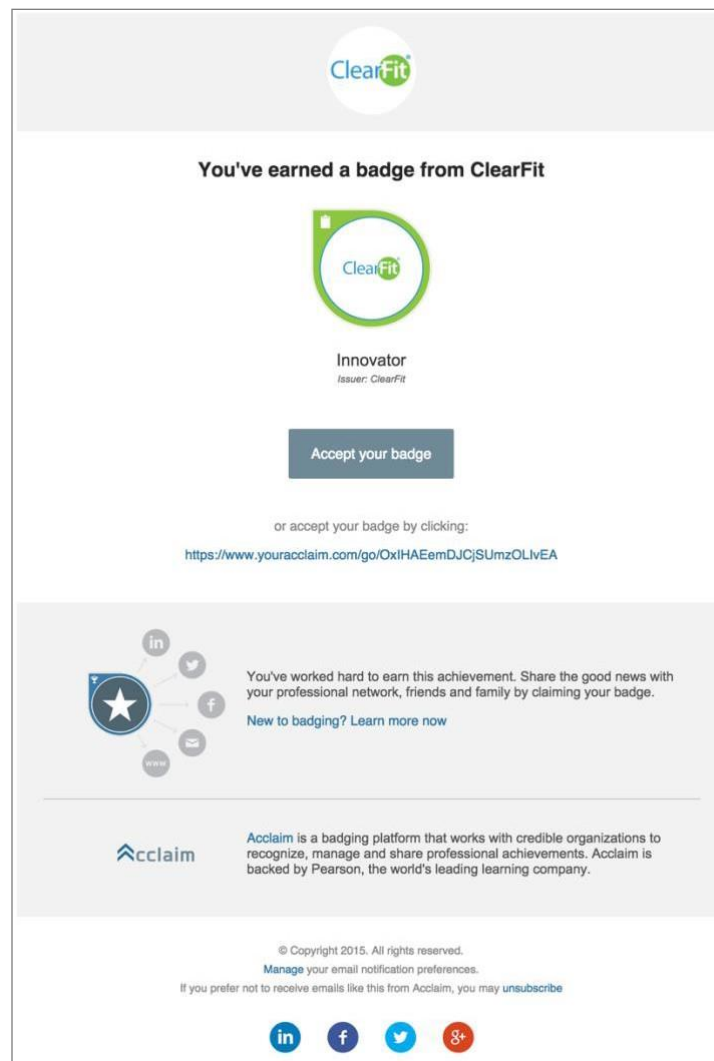 ClearFit
You've earned a badge from ClearFit
ClearFit
Innovator
Issuer: ClearFit
Accept your badge
or accept your badge by clicking:
https://www.youracclaim.com/go/OxIHAEemDJCjSUmzOLIvEA
in
f
www
You've worked hard to earn this achievement. Share the good news with
your professional network, friends and family by claiming your badge.
New to badging? Learn more now
Acclaim
Acclaim is a badging platform that works with credible organizations to
recognize, manage and share professional achievements. Acclaim is
backed by Pearson, the world's leading learning company.
© Copyright 2015. All rights reserved.
Manage your email notification preferences.
If you prefer not to receive emails like this from Acclaim, you may unsubscribe
in f g+